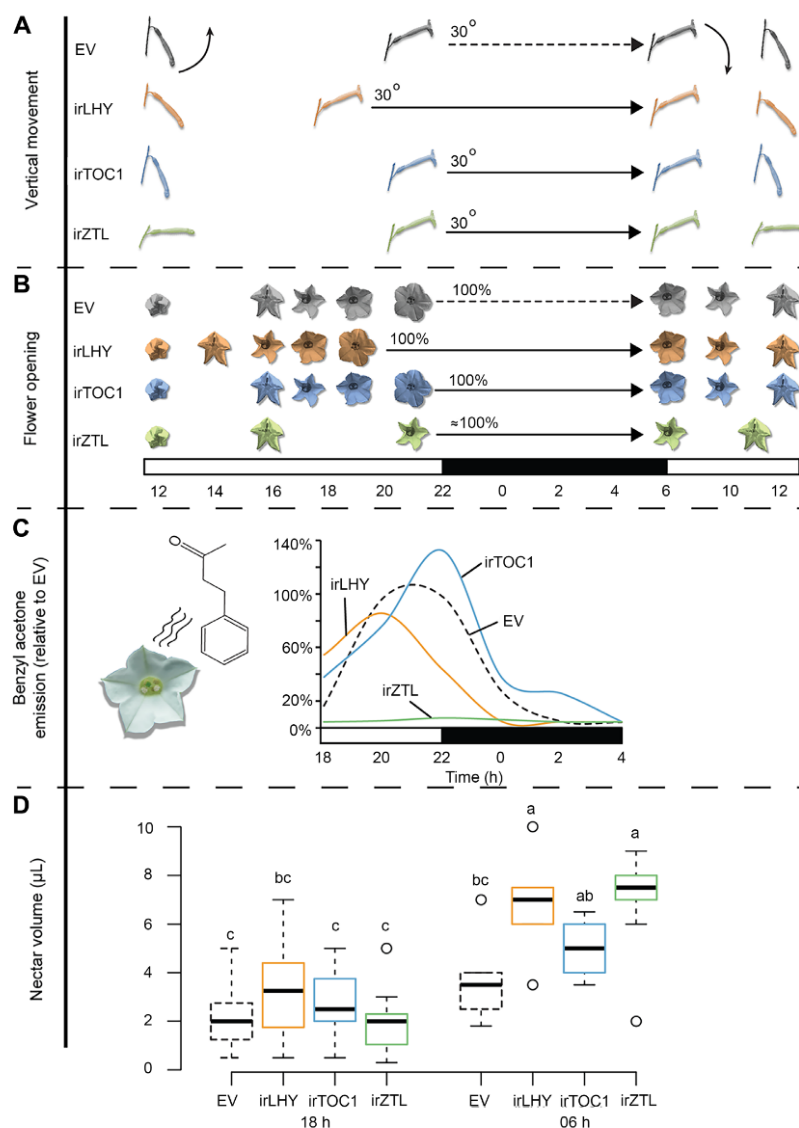 A
Vertical movement
EV
30°
irLHY
30°
irTOC1
30°
irZTL
30°
B
Flower opening
EV
100%
irLHY
100%
irTOC1
100%
irZTL
≈100%
12 14 16 18 20 22 0 2 4 6 10 12
C
Benzyl acetone
emission (relative to EV)
O
140%
100%
60%
20%
0%
irLHY
irTOC1
EV
irZTL
18 20 22 0 2 4
Time (h)
D
Nectar volume (µL)
10
8
6
4
2
0
c bc c c bc a ab a
EV irLHY irTOC1 irZTL EV irLHY irTOC1 irZTL
18 h 06 h